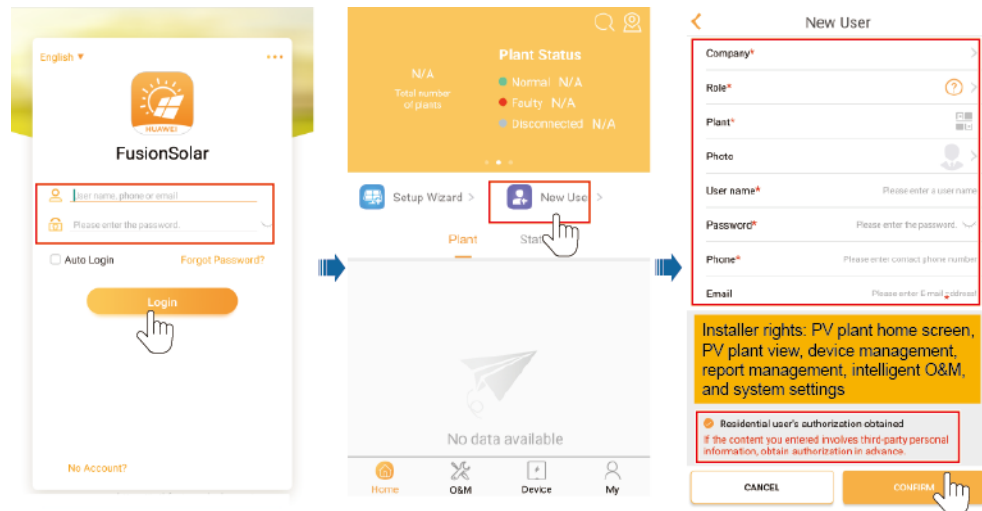 English ▼
HUAWEI
FusionSolar
User name, phone or email
Please enter the password.
Auto Login
Forgot Password?
Login
No Account?
Plant Status
N/A
Total number
of plants
Normal N/A
Faulty N/A
Disconnected N/A
Setup Wizard >
New Use >
Plant
Stat
No data available
Home
O&M
Device
My
New User
Company*
Role*
Plant*
Photo
User name*
Please enter a user name
Password*
Please enter the password.
Phone*
Please enter contact phone number
Email
Please enter E-mail address
Installer rights: PV plant home screen,
PV plant view, device management,
report management, intelligent O&M,
and system settings
Residential user's authorization obtained
If the content you entered involves third-party personal
information, obtain authorization in advance.
CANCEL
CONFIRM